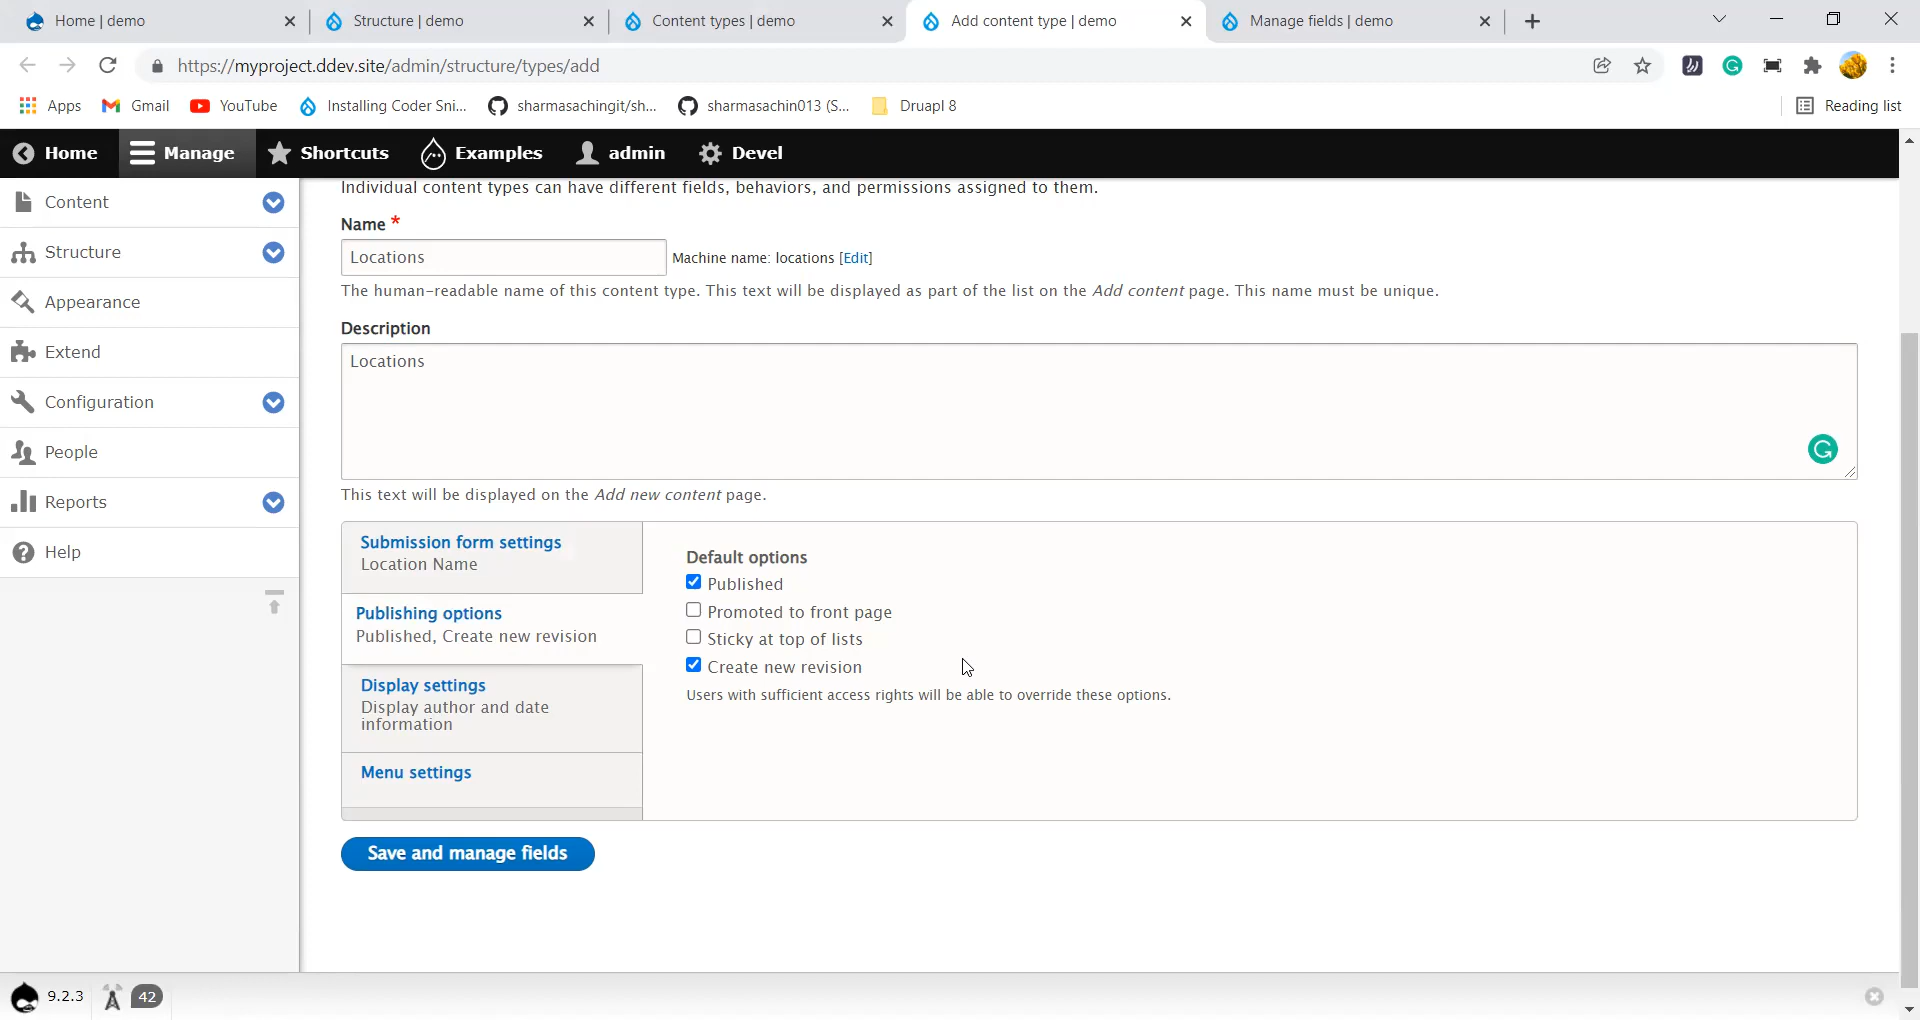 Home | demo
Structure | demo
Content types | demo
Add content type | demo
Manage fields | demo
https://myproject.ddev.site/admin/structure/types/add
Apps
Gmail
YouTube
Installing Coder Sni...
sharmasachingit/sh...
sharmasachin013 (S...
Druapl 8
Reading list
Home
Manage
Shortcuts
Examples
admin
Devel
Content
Structure
Appearance
Extend
Configuration
People
Reports
Help
Individual content types can have different fields, behaviors, and permissions assigned to them.
Name *
Locations
Machine name: locations [Edit]
The human-readable name of this content type. This text will be displayed as part of the list on the Add content page. This name must be unique.
Description
Locations
This text will be displayed on the Add new content page.
Submission form settings
Location Name
Publishing options
Published, Create new revision
Display settings
Display author and date
information
Menu settings
Default options
Published
Promoted to front page
Sticky at top of lists
Create new revision
Users with sufficient access rights will be able to override these options.
Save and manage fields
9.2.3
42